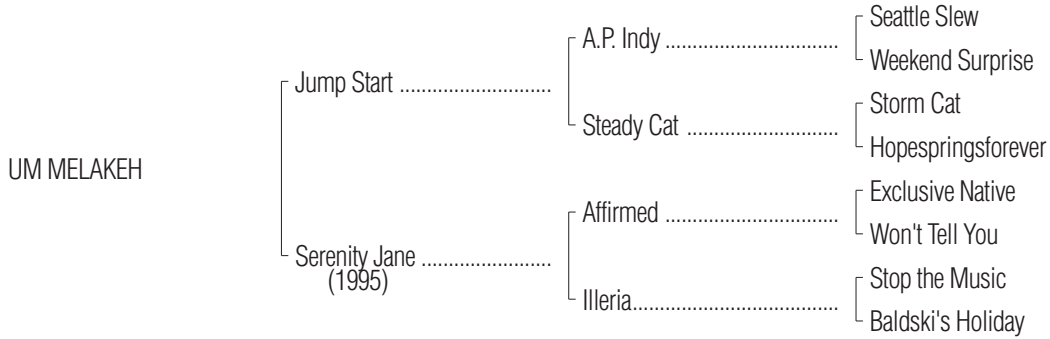 Seattle Slew
A.P. Indy ................................
Weekend Surprise
Jump Start ............................
Storm Cat
Steady Cat ............................
Hopespringsforever
UM MELAKEH
Exclusive Native
Affirmed ................................
Won't Tell You
Serenity Jane ........................
(1995)
Stop the Music
Illeria......................................
Baldski's Holiday